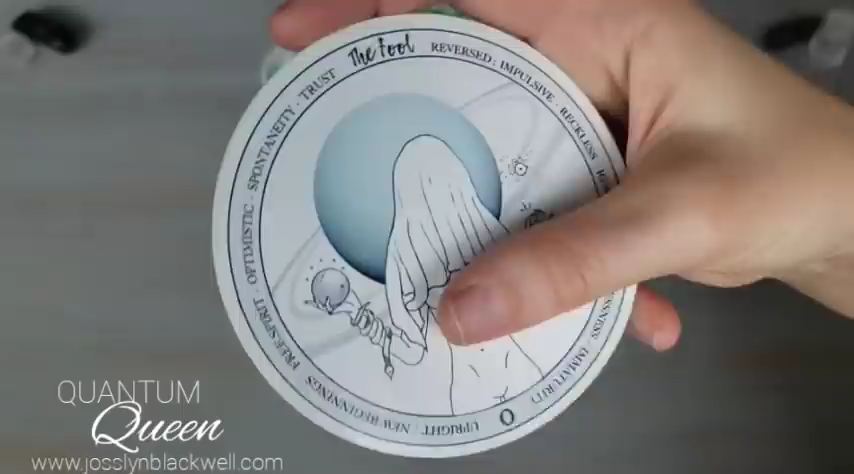 The Fool
REVERSED: IMPULSIVE · RECKLESS
IMMATURITY
0
UPRIGHT · NEW BEGINNINGS
FREE SPIRIT · OPTIMISTIC · SPONTANEITY · TRUST
QUANTUM
Queen
www.josslynblackwell.com